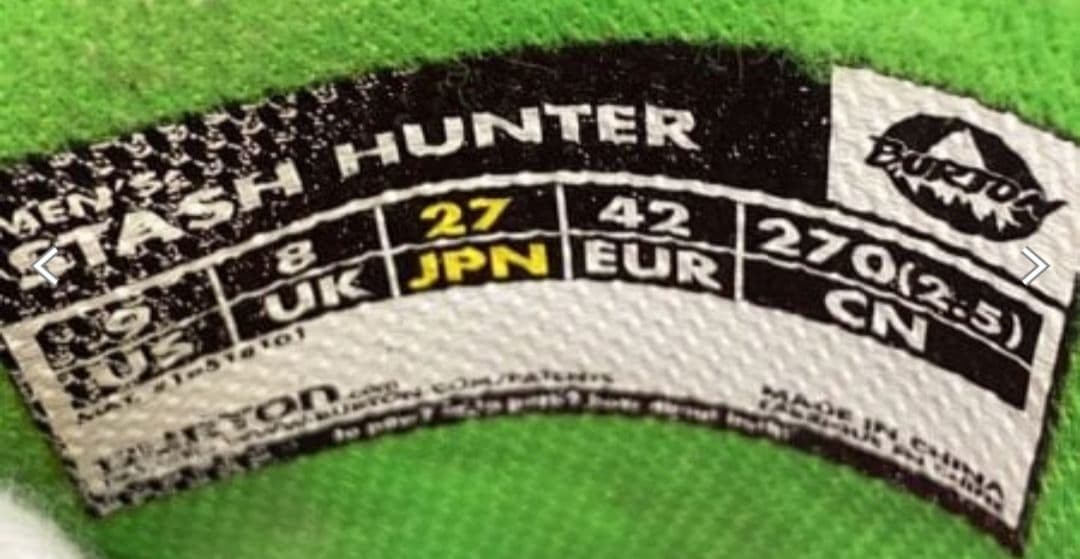 MEN'S
STASH HUNTER
BURTON
9 8 27 42 270(2.5)
US UK JPN EUR CN
MADE IN CHINA